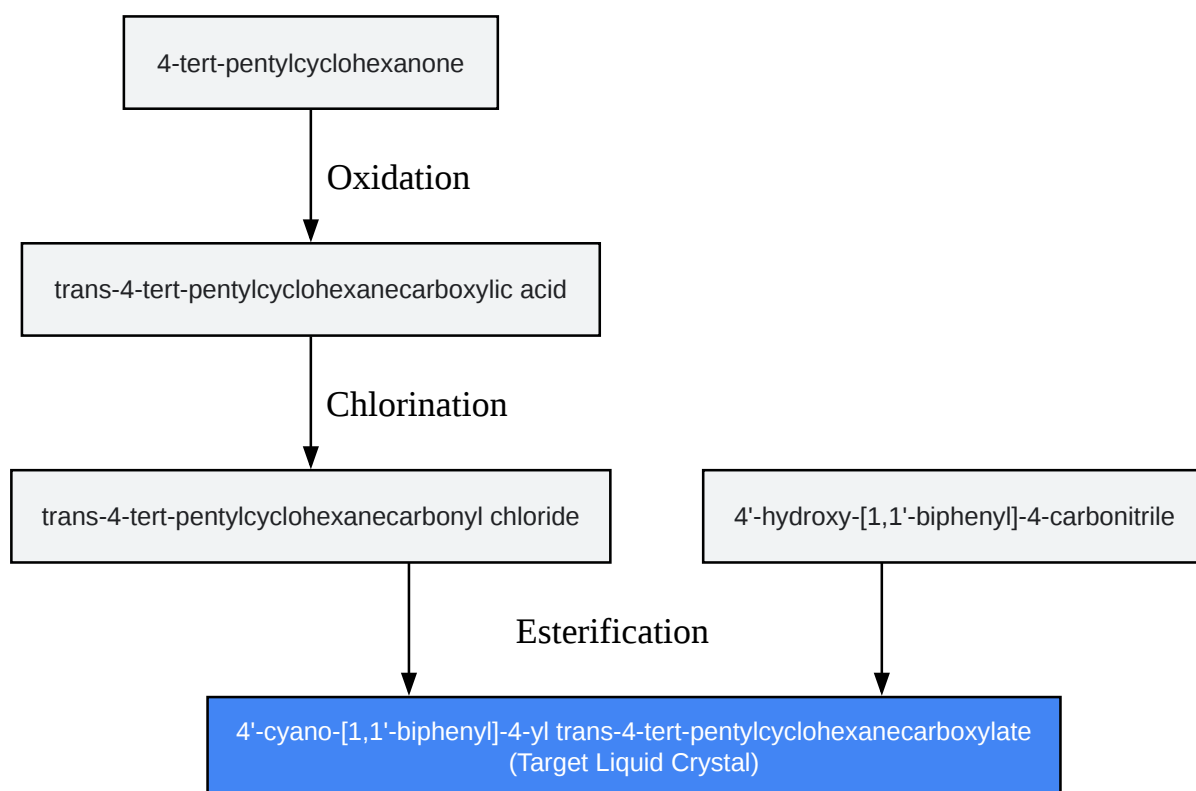 4-tert-pentylcyclohexanone
Oxidation
trans-4-tert-pentylcyclohexanecarboxylic acid
Chlorination
trans-4-tert-pentylcyclohexanecarbonyl chloride
4'-hydroxy-[1,1'-biphenyl]-4-carbonitrile
Esterification
4'-cyano-[1,1'-biphenyl]-4-yl trans-4-tert-pentylcyclohexanecarboxylate
(Target Liquid Crystal)